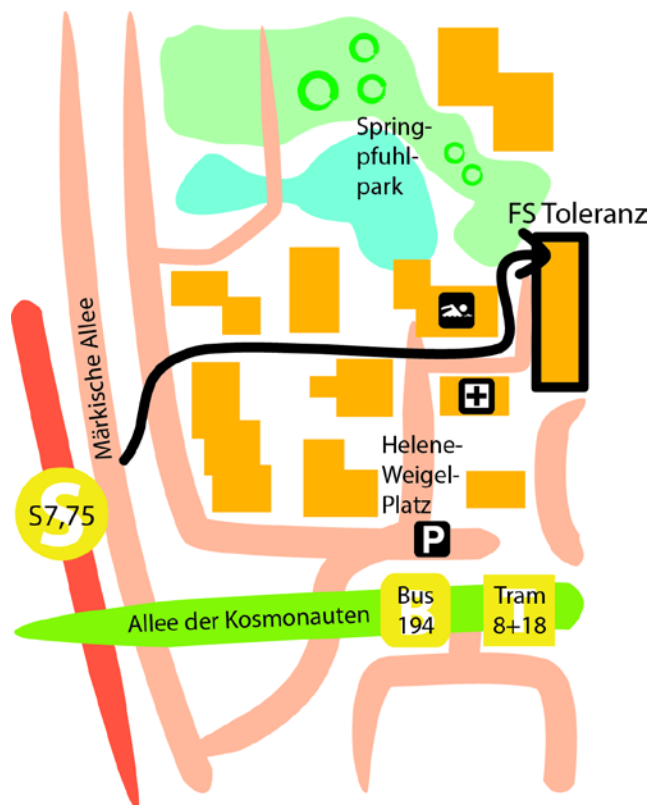 Spring-
pfuhl-
park
FS Toleranz
Märkische Allee
S
S7,75
Helene-
Weigel-
Platz
P
Allee der Kosmonauten
B
Bus
194
T
Tram
8+18